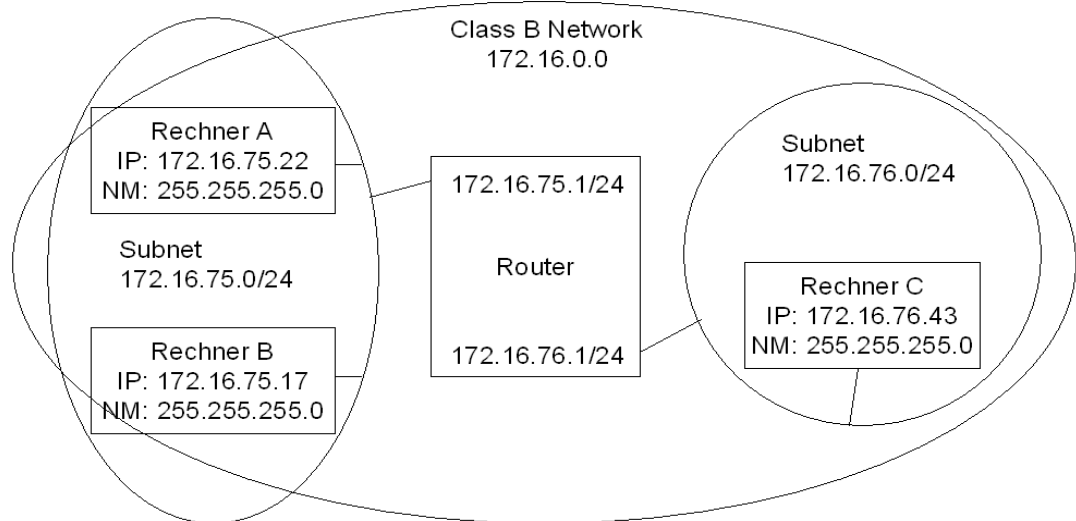 Class B Network
172.16.0.0
Rechner A
IP: 172.16.75.22
NM: 255.255.255.0
Subnet
172.16.75.0/24
Rechner B
IP: 172.16.75.17
NM: 255.255.255.0
172.16.75.1/24
Router
172.16.76.1/24
Subnet
172.16.76.0/24
Rechner C
IP: 172.16.76.43
NM: 255.255.255.0